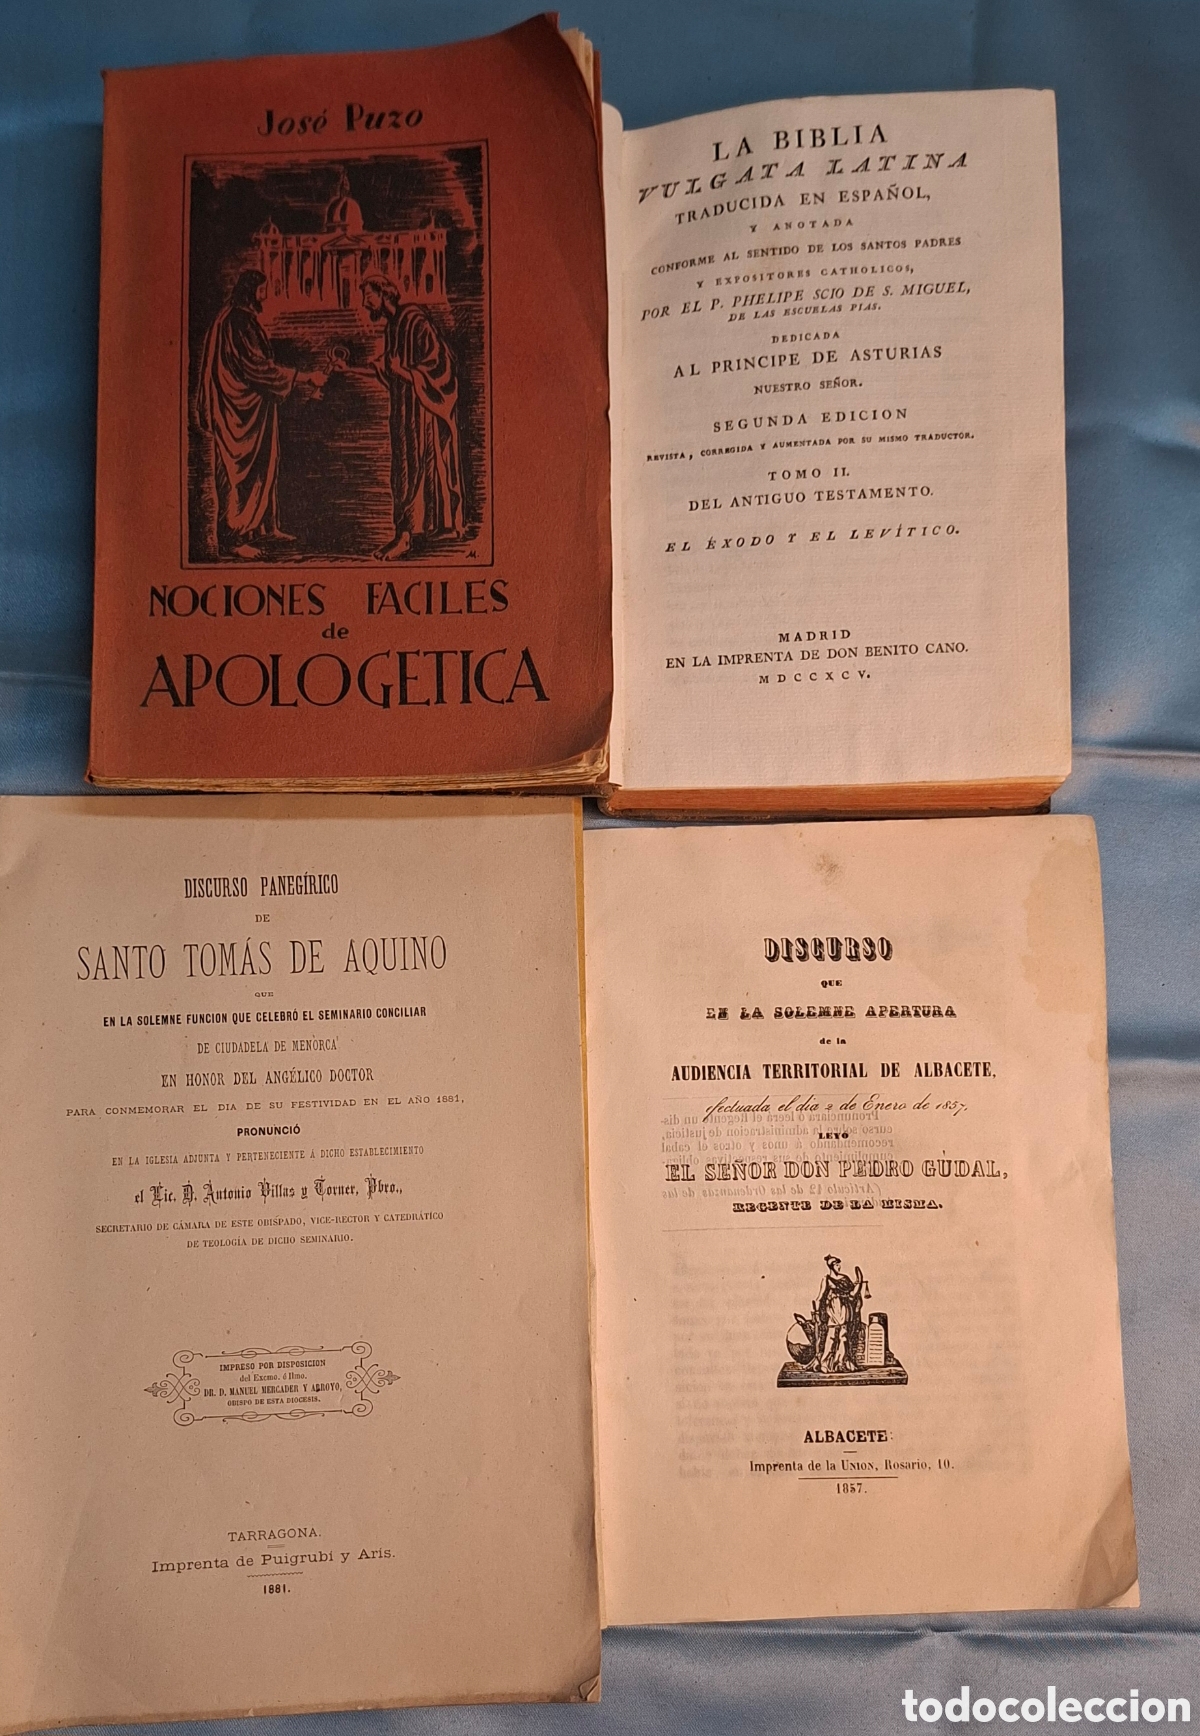 José Puzo
NOCIONES FACILES
de
APOLOGETICA
LA BIBLIA
VULGATA LATINA
TRADUCIDA EN ESPAÑOL,
Y ANOTADA
CONFORME AL SENTIDO DE LOS SANTOS PADRES
Y EXPOSITORES CATHOLICOS,
POR EL P. PHELIPE SCIO DE S. MIGUEL,
DE LAS ESCUELAS PIAS.
DEDICADA
AL PRINCIPE DE ASTURIAS
NUESTRO SEÑOR.
SEGUNDA EDICION
REVISTA, CORREGIDA Y AUMENTADA POR SU MISMO TRADUCTOR.
TOMO II.
DEL ANTIGUO TESTAMENTO.
EL ÉXODO Y EL LEVÍTICO.
MADRID
EN LA IMPRENTA DE DON BENITO CANO.
MDCCXCV.
DISCURSO PANEGÍRICO
DE
SANTO TOMÁS DE AQUINO
QUE
EN LA SOLEMNE FUNCION QUE CELEBRÓ EL SEMINARIO CONCILIAR
DE CIUDADELA DE MENORCA
EN HONOR DEL ANGÉLICO DOCTOR
PARA CONMEMORAR EL DIA DE SU FESTIVIDAD EN EL AÑO 1881,
PRONUNCIÓ
EN LA IGLESIA ADJUNTA Y PERTENECIENTE Á DICHO ESTABLECIMIENTO
el Lic. D. Antonio Villas y Torner, Pbro.,
SECRETARIO DE CÁMARA DE ESTE OBISPADO, VICE-RECTOR Y CATEDRÁTICO
DE TEOLOGÍA DE DICHO SEMINARIO.
IMPRESO POR DISPOSICION
del Excmo. é Ilmo.
DR. D. MANUEL MERCADER Y ARROYO,
OBISPO DE ESTA DIOCESIS.
TARRAGONA.
Imprenta de Puigrubí y Arís.
1881.
DISCURSO
QUE
EN LA SOLEMNE APERTURA
de la
AUDIENCIA TERRITORIAL DE ALBACETE,
efectuada el dia 2 de Enero de 1857,
LEYÓ
EL SEÑOR DON PEDRO GUDAL,
REGENTE DE LA MISMA.
ALBACETE:
Imprenta de la UNION, Rosario, 10.
1857.
todocoleccion